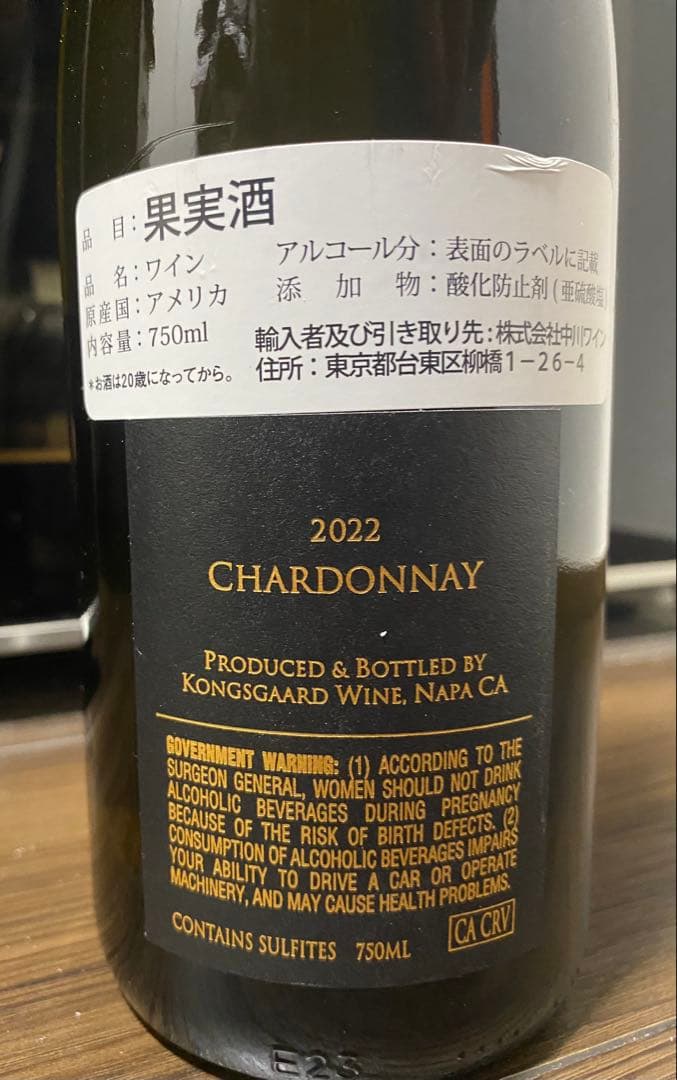 品 目：果実酒
品 名：ワイン
原産国：アメリカ
内容量：750ml
*お酒は20歳になってから。
アルコール分：表面のラベルに記載
添 加 物：酸化防止剤(亜硫酸塩)
輸入者及び引き取り先：株式会社中川ワイン
住所：東京都台東区柳橋1-26-4
2022
CHARDONNAY
PRODUCED & BOTTLED BY
KONGSGAARD WINE, NAPA CA
GOVERNMENT WARNING: (1) ACCORDING TO THE
SURGEON GENERAL, WOMEN SHOULD NOT DRINK
ALCOHOLIC BEVERAGES DURING PREGNANCY
BECAUSE OF THE RISK OF BIRTH DEFECTS. (2)
CONSUMPTION OF ALCOHOLIC BEVERAGES IMPAIRS
YOUR ABILITY TO DRIVE A CAR OR OPERATE
MACHINERY, AND MAY CAUSE HEALTH PROBLEMS.
CONTAINS SULFITES 750ML
CA CRV